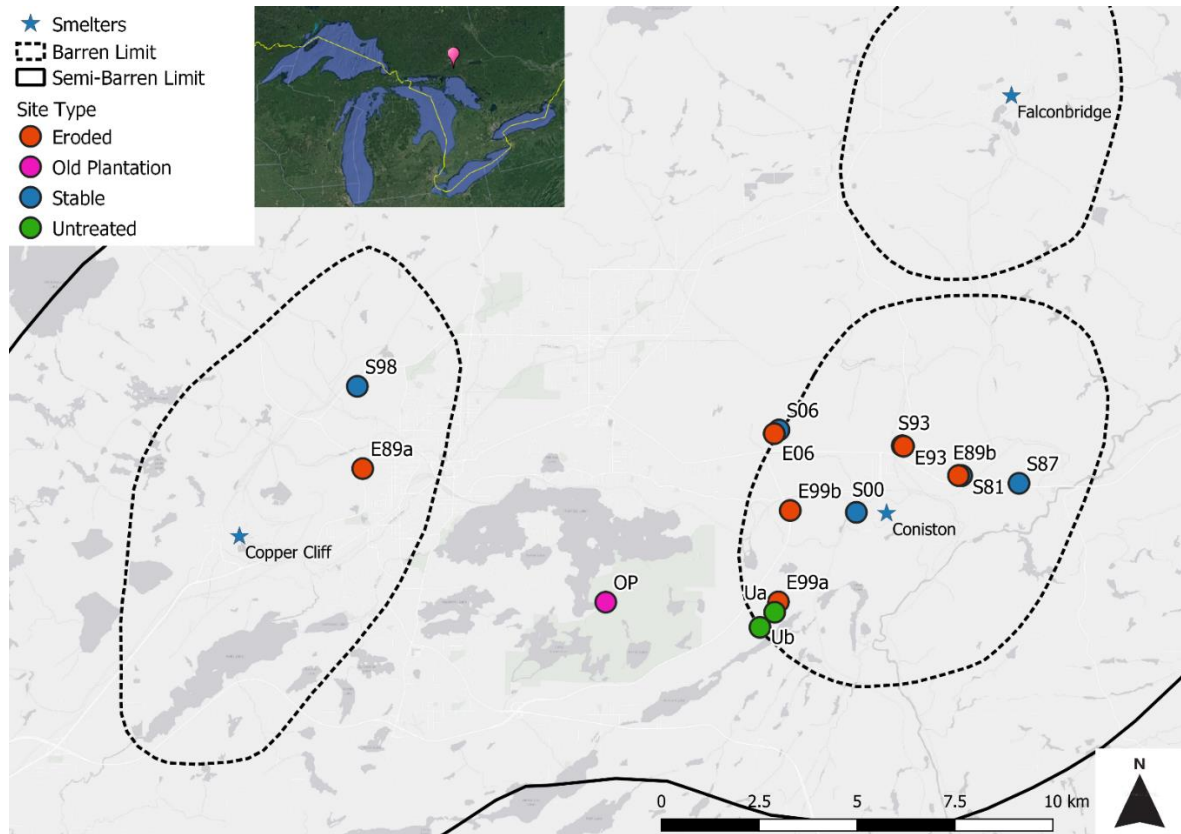 Smelters
Barren Limit
Semi-Barren Limit
Site Type
Eroded
Old Plantation
Stable
Untreated
Falconbridge
S98
S06
S93
E06
E93
E89b
S87
E89a
S81
E99b
S00
Coniston
Copper Cliff
OP
Ua
E99a
Ub
N
0 2.5 5 7.5 10 km